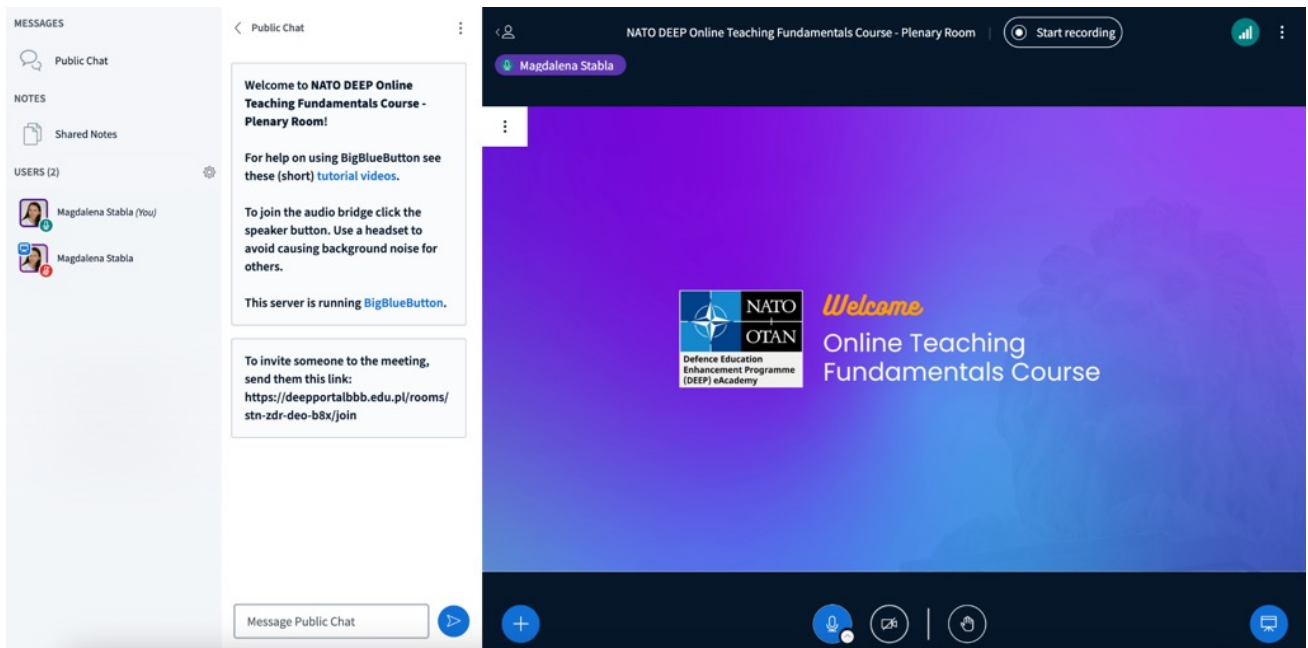 MESSAGES
Public Chat
NOTES
Shared Notes
USERS (2)
Magdalena Stabla (You)
Magdalena Stabla
Public Chat
Welcome to NATO DEEP Online
Teaching Fundamentals Course -
Plenary Room!
For help on using BigBlueButton see
these (short) tutorial videos.
To join the audio bridge click the
speaker button. Use a headset to
avoid causing background noise for
others.
This server is running BigBlueButton.
To invite someone to the meeting,
send them this link:
https://deepportalbbb.edu.pl/rooms/
stn-zdr-deo-b8x/join
Message Public Chat
NATO DEEP Online Teaching Fundamentals Course - Plenary Room
Start recording
Magdalena Stabla
NATO
OTAN
Defence Education
Enhancement Programme
(DEEP) eAcademy
Welcome
Online Teaching
Fundamentals Course